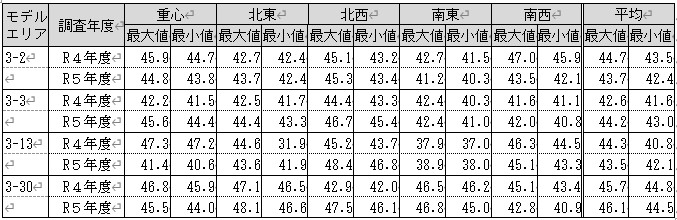 モデルエリア 調査年度 重心 北東 北西 南東 南西 平均
最大値 最小値 最大値 最小値 最大値 最小値 最大値 最小値 最大値 最小値 最大値 最小値
3-2 R4年度 45.9 44.7 42.7 42.4 45.1 43.2 42.7 41.5 47.0 45.9 44.7 43.5
R5年度 44.8 43.8 43.7 42.4 45.3 43.4 41.2 40.3 43.5 42.1 43.7 42.4
3-3 R4年度 42.2 41.5 42.5 41.7 44.4 43.3 42.4 40.3 41.6 41.1 42.6 41.6
R5年度 45.6 44.4 44.4 43.3 46.7 45.4 42.4 41.0 42.0 40.8 44.2 43.0
3-13 R4年度 47.3 47.2 44.6 31.9 45.2 43.7 37.9 37.0 46.3 44.5 44.3 40.8
R5年度 41.4 40.6 43.6 41.9 48.4 46.8 38.9 38.0 45.1 43.3 43.5 42.1
3-30 R4年度 46.8 45.9 47.1 46.5 42.9 42.0 46.5 46.2 45.1 43.4 45.7 44.8
R5年度 45.5 44.0 48.1 46.6 47.5 46.1 46.8 45.0 42.8 40.9 46.1 44.5